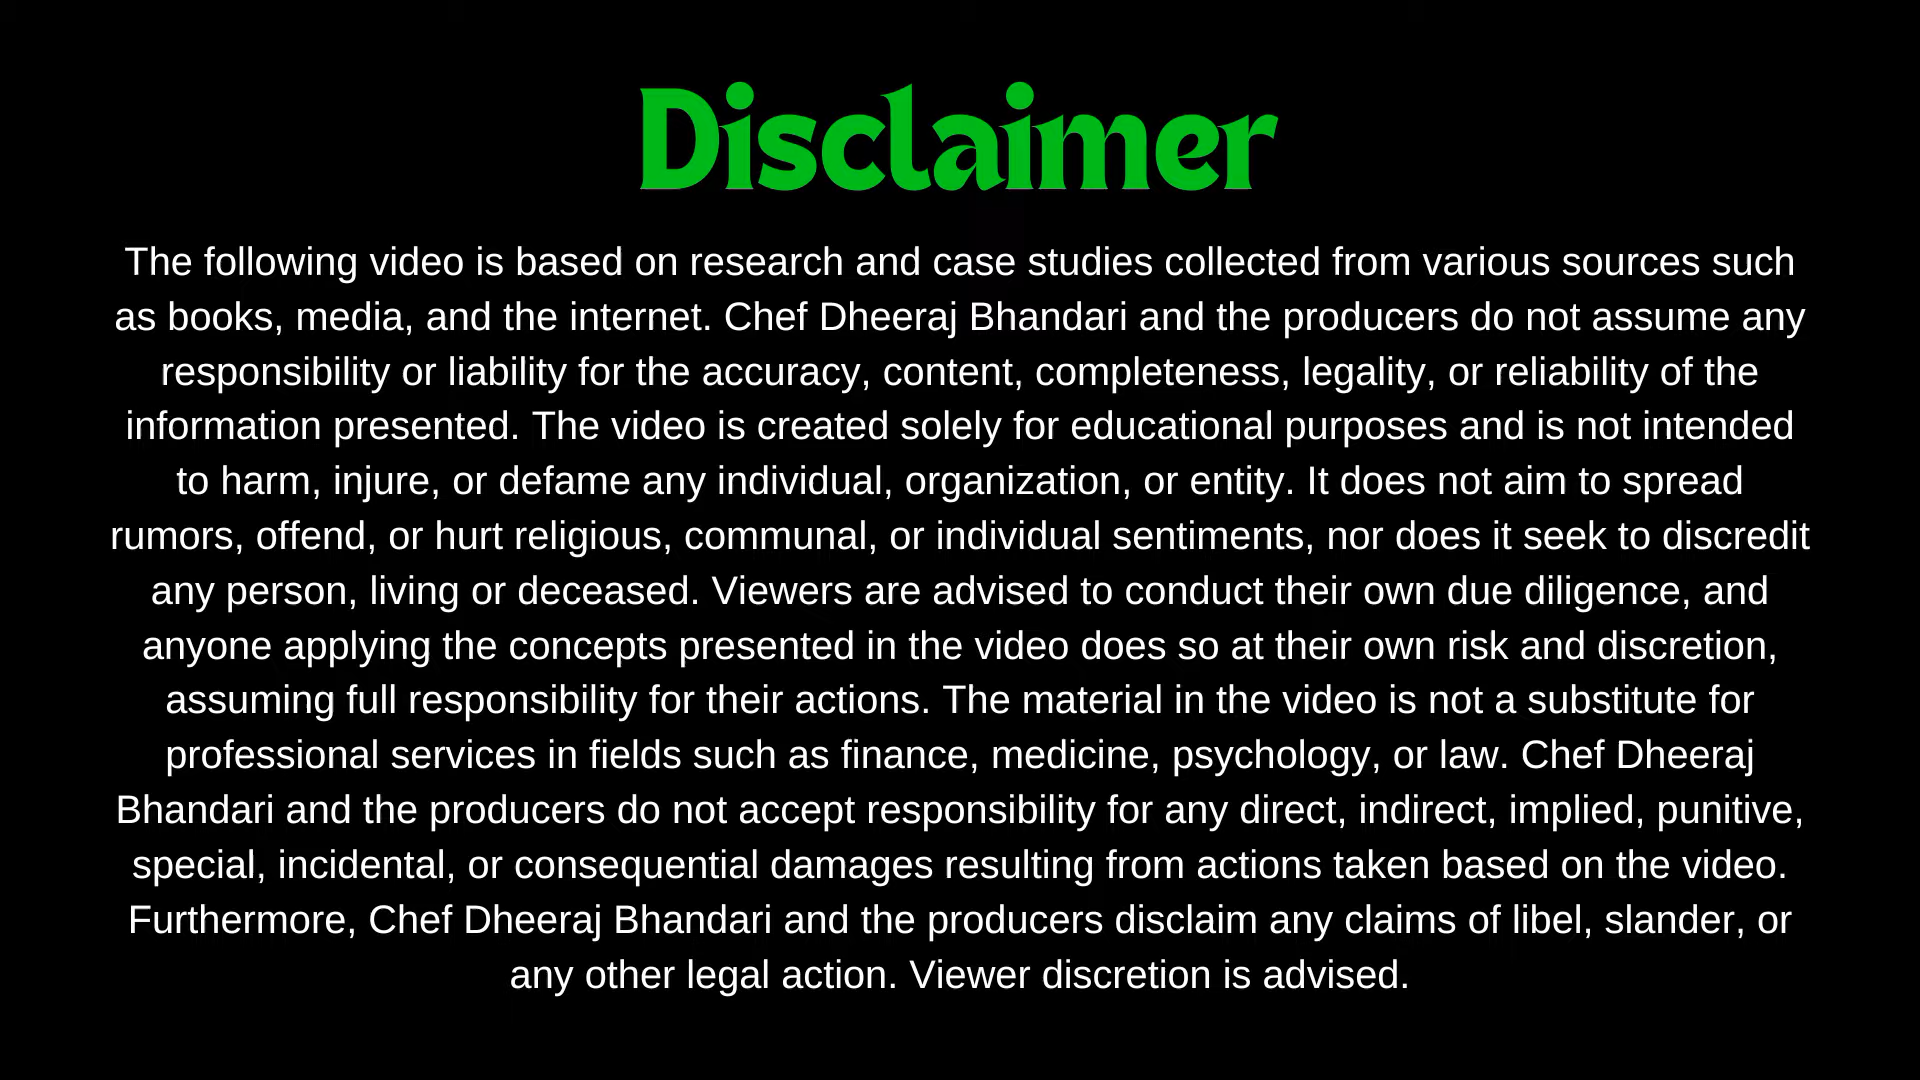 Disclaimer
The following video is based on research and case studies collected from various sources such
as books, media, and the internet. Chef Dheeraj Bhandari and the producers do not assume any
responsibility or liability for the accuracy, content, completeness, legality, or reliability of the
information presented. The video is created solely for educational purposes and is not intended
to harm, injure, or defame any individual, organization, or entity. It does not aim to spread
rumors, offend, or hurt religious, communal, or individual sentiments, nor does it seek to discredit
any person, living or deceased. Viewers are advised to conduct their own due diligence, and
anyone applying the concepts presented in the video does so at their own risk and discretion,
assuming full responsibility for their actions. The material in the video is not a substitute for
professional services in fields such as finance, medicine, psychology, or law. Chef Dheeraj
Bhandari and the producers do not accept responsibility for any direct, indirect, implied, punitive,
special, incidental, or consequential damages resulting from actions taken based on the video.
Furthermore, Chef Dheeraj Bhandari and the producers disclaim any claims of libel, slander, or
any other legal action. Viewer discretion is advised.